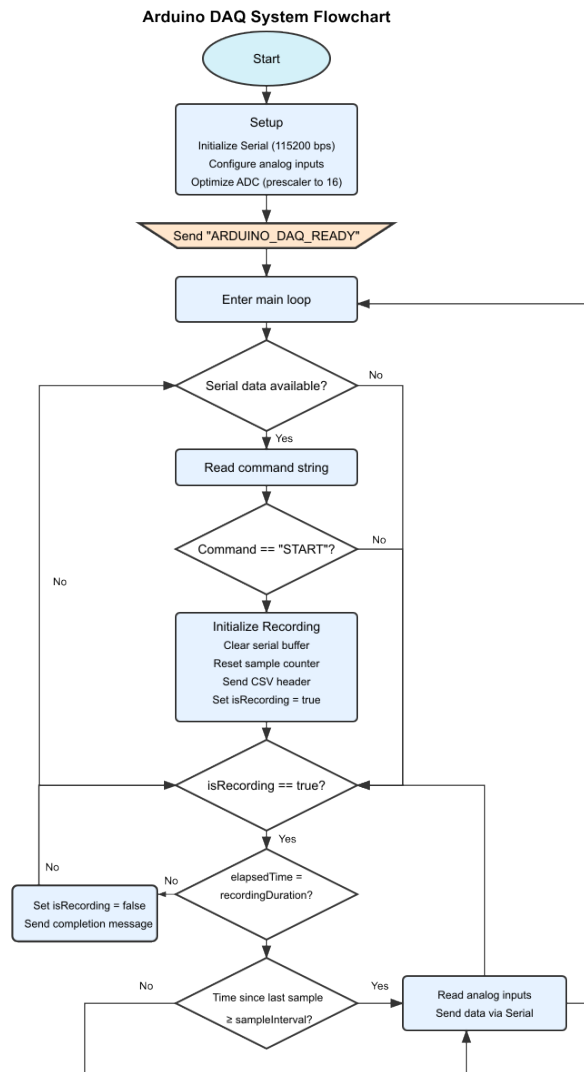 Arduino DAQ System Flowchart
Start
Setup
Initialize Serial (115200 bps)
Configure analog inputs
Optimize ADC (prescaler to 16)
Send "ARDUINO_DAQ_READY"
Enter main loop
Serial data available?
No
Yes
Read command string
Command == "START"?
No
No
Initialize Recording
Clear serial buffer
Reset sample counter
Send CSV header
Set isRecording = true
isRecording == true?
Yes
No
elapsedTime =
recordingDuration?
No
Set isRecording = false
Send completion message
No
Time since last sample
≥ sampleInterval?
Yes
Read analog inputs
Send data via Serial